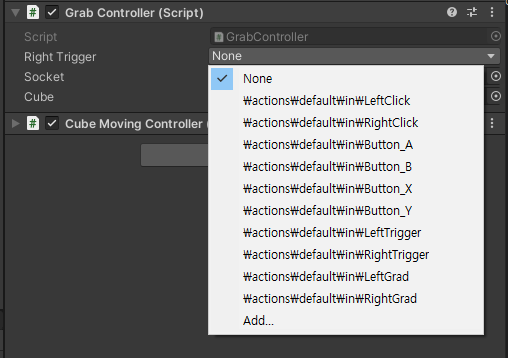 Grab Controller (Script)
Script
GrabController
Right Trigger
None
Socket
Cube
Cube Moving Controller (
None
₩actions₩default₩in₩LeftClick
₩actions₩default₩in₩RightClick
₩actions₩default₩in₩Button_A
₩actions₩default₩in₩Button_B
₩actions₩default₩in₩Button_X
₩actions₩default₩in₩Button_Y
₩actions₩default₩in₩LeftTrigger
₩actions₩default₩in₩RightTrigger
₩actions₩default₩in₩LeftGrad
₩actions₩default₩in₩RightGrad
Add...